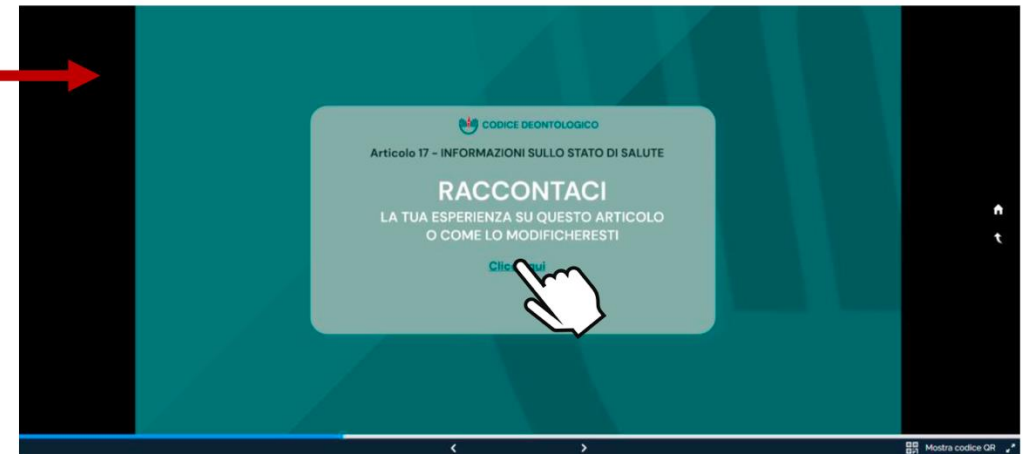 CODICE DEONTOLOGICO
Articolo 17 - INFORMAZIONI SULLO STATO DI SALUTE
RACCONTACI
LA TUA ESPERIENZA SU QUESTO ARTICOLO
O COME LO MODIFICHERESTI
Mostra codice QR